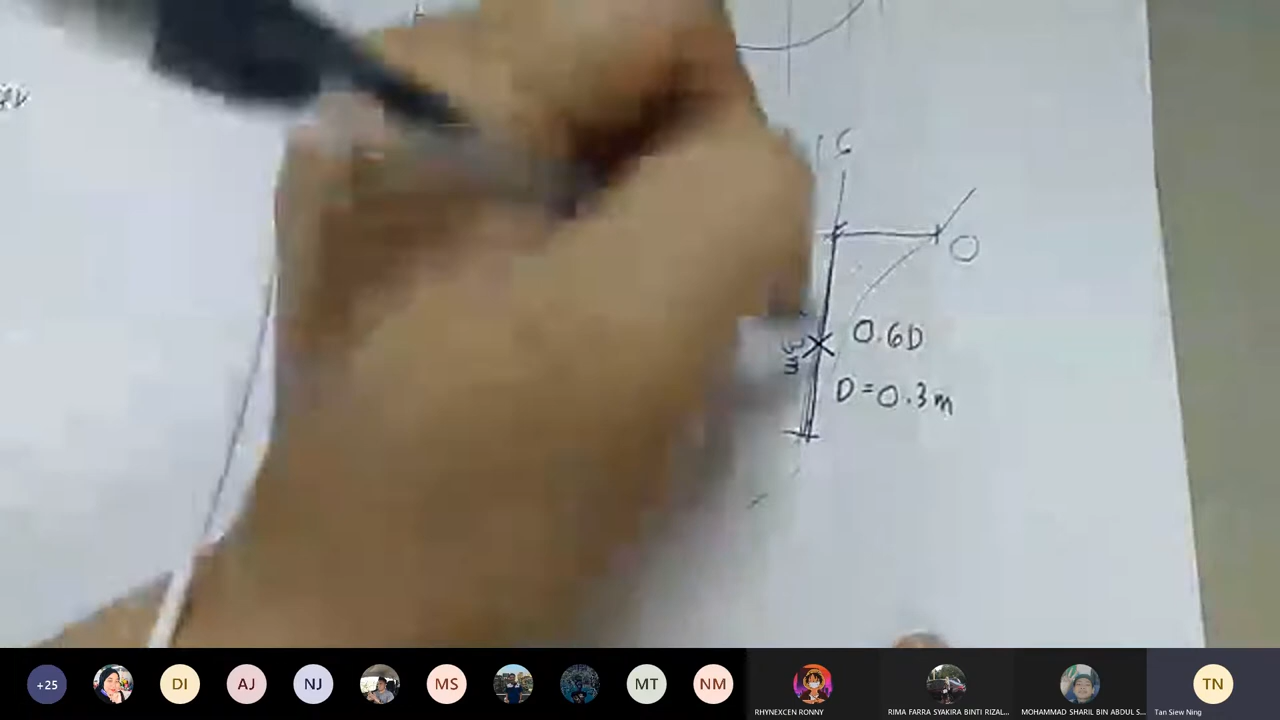 0.6D
D=0.3m
3m
+25
DI
AJ
NJ
MS
MT
NM
TN
RHYNEXCEN RONNY
RIMA FARRA SYAKIRA BINTI RIZAL...
MOHAMMAD SHARIL BIN ABDUL S...
Tan Siew Ning